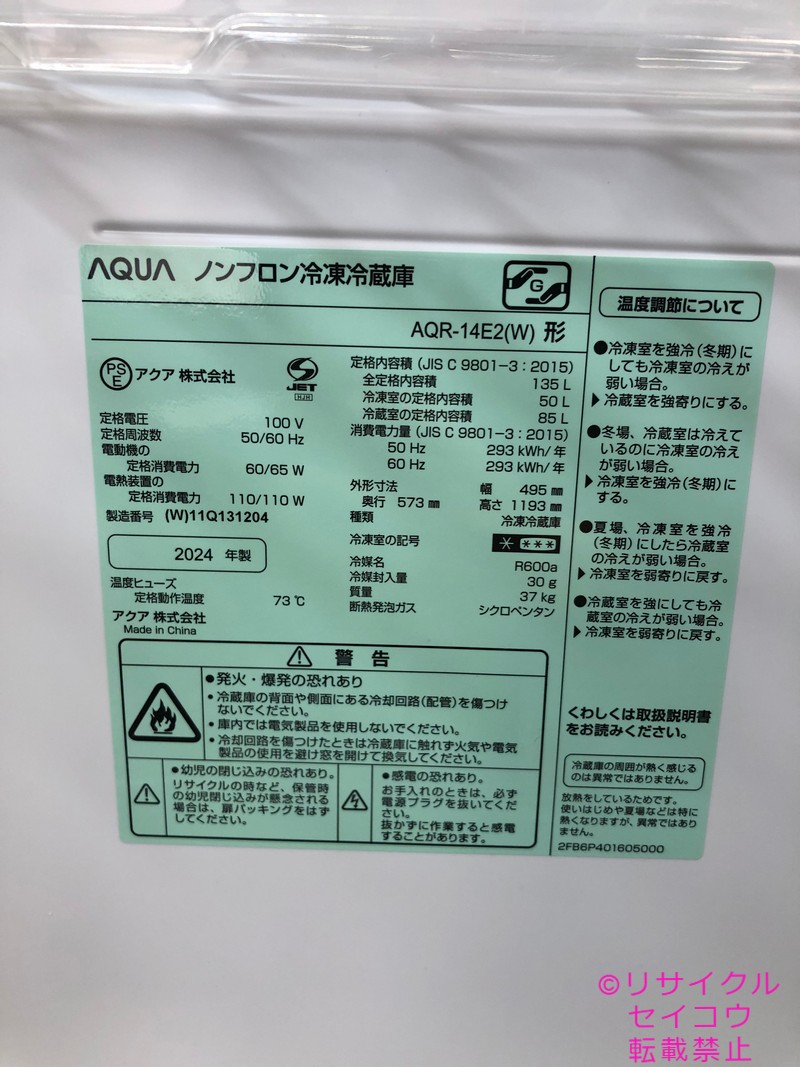 AQUA ノンフロン冷凍冷蔵庫
G
AQR-14E2(W) 形
PS
E
アクア 株式会社
JET
HJH
定格電圧 100 V
定格周波数 50/60 Hz
電動機の
定格消費電力 60/65 W
電熱装置の
定格消費電力 110/110 W
製造番号 (W)11Q131204
2024 年製
温度ヒューズ
定格動作温度 73 ℃
アクア 株式会社
Made in China
定格内容積 (JIS C 9801-3:2015)
全定格内容積 135 L
冷凍室の定格内容積 50 L
冷蔵室の定格内容積 85 L
消費電力量 (JIS C 9801-3:2015)
50 Hz 293 kWh/年
60 Hz 293 kWh/年
外形寸法 幅 495 ㎜
奥行 573 ㎜ 高さ 1193 ㎜
種類 冷凍冷蔵庫
冷凍室の記号
冷媒名 R600a
冷媒封入量 30 g
質量 37 kg
断熱発泡ガス シクロペンタン
警 告
●発火・爆発の恐れあり
・冷蔵庫の背面や側面にある冷却回路(配管)を傷つけ
ないでください。
・庫内では電気製品を使用しないでください。
・冷却回路を傷つけたときは冷蔵庫に触れず火気や電気
製品の使用を避け窓を開けて換気してください。
●幼児の閉じ込みの恐れあり。
リサイクルの時など、保管時
の幼児閉じ込みが懸念される
場合は、扉パッキングをはず
してください。
●感電の恐れあり。
お手入れのときは、必ず
電源プラグを抜いてくだ
さい。
抜かずに作業すると感電
することがあります。
温度調節について
●冷凍室を強冷(冬期)に
しても冷凍室の冷えが
弱い場合。
▶冷蔵室を強寄りにする。
●冬場、冷蔵室は冷えて
いるのに冷凍室の冷え
が弱い場合。
▶冷凍室を強冷(冬期)に
する。
●夏場、冷凍室を強冷
(冬期)にしたら冷蔵室
の冷えが弱い場合。
▶冷凍室を弱寄りに戻す。
●冷蔵室を強にしても冷
蔵室の冷えが弱い場合。
▶冷凍室を弱寄りに戻す。
くわしくは取扱説明書
をお読みください。
冷蔵庫の周囲が熱く感じる
のは異常ではありません。
放熱をしているためです。
使いはじめや夏場などは特に
熱くなりますが、異常ではあり
ません。
2FB6P401605000
©リサイクル
セイコウ
転載禁止